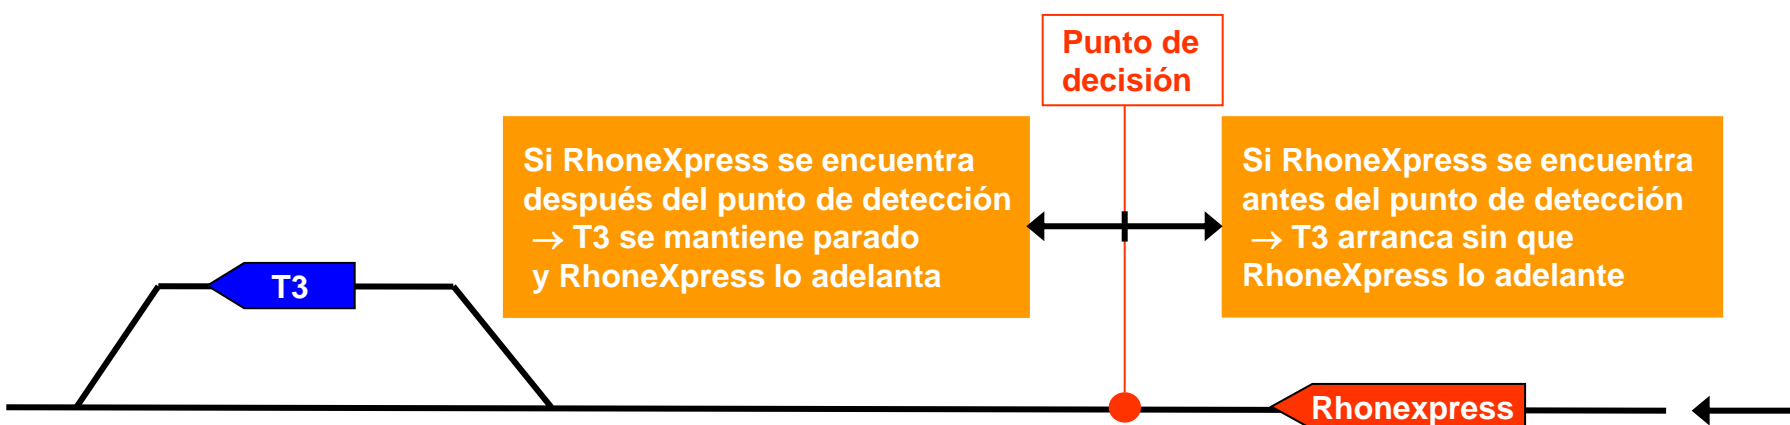 Punto de
decisión
Si RhoneXpress se encuentra
después del punto de detección
→ T3 se mantiene parado
y RhoneXpress lo adelanta
Si RhoneXpress se encuentra
antes del punto de detección
→ T3 arranca sin que
RhoneXpress lo adelante
T3
Rhonexpress